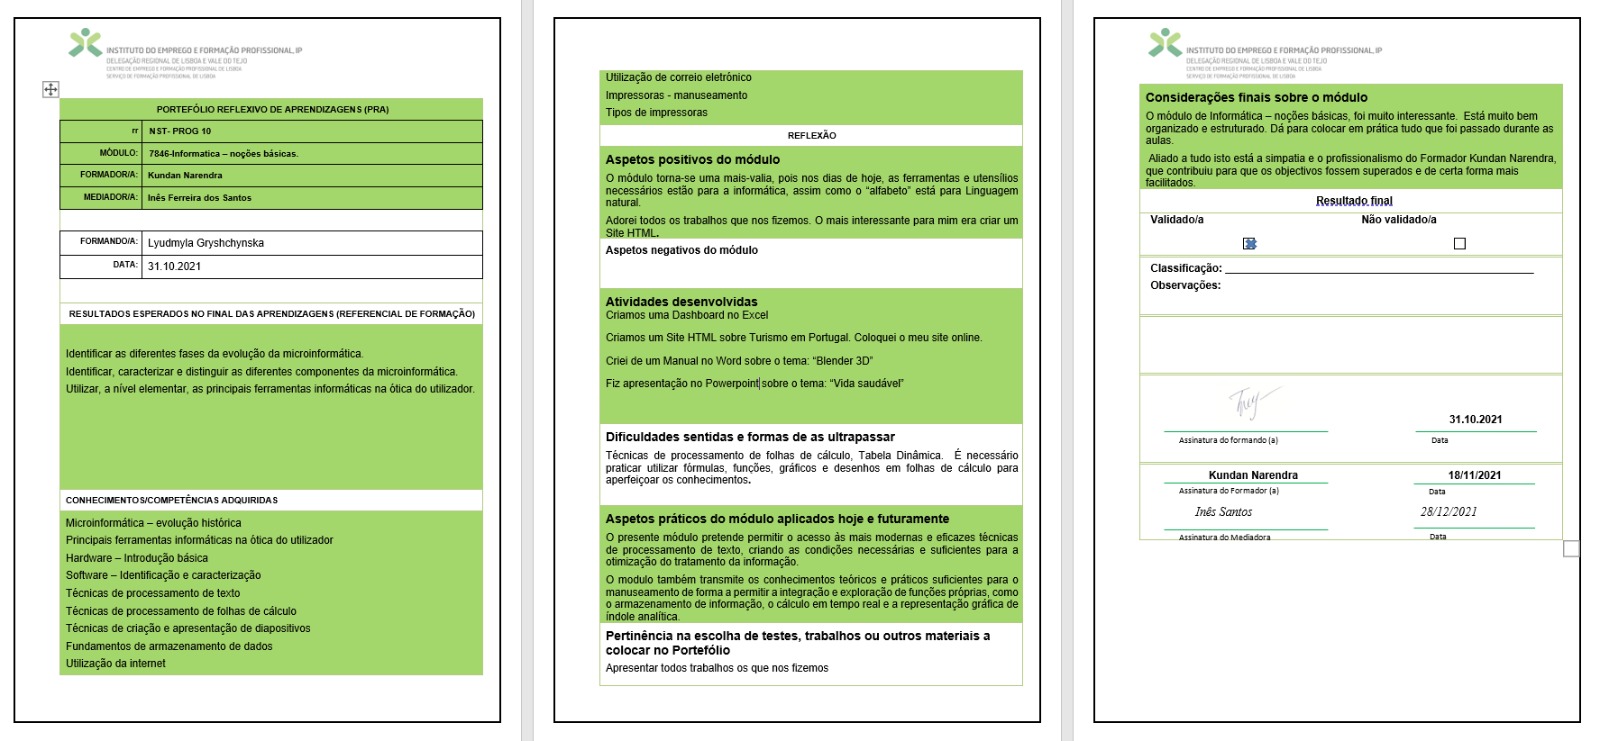 INSTITUTO DO EMPREGO E FORMAÇÃO PROFISSIONAL, IP
DELEGAÇÃO REGIONAL DE LISBOA E VALE DO TEJO
CENTRO DE EMPREGO E FORMAÇÃO PROFISSIONAL DE LISBOA
SERVIÇO DE FORMAÇÃO PROFISSIONAL DE LISBOA
PORTEFÓLIO REFLEXIVO DE APRENDIZAGENS (PRA)
rr NST- PROG 10
MÓDULO: 7846-Informatica – noções básicas.
FORMADOR/A: Kundan Narendra
MEDIADOR/A: Inês Ferreira dos Santos
FORMANDO/A: Lyudmyla Gryshchynska
DATA: 31.10.2021
RESULTADOS ESPERADOS NO FINAL DAS APRENDIZAGENS (REFERENCIAL DE FORMAÇÃO)
Identificar as diferentes fases da evolução da microinformática.
Identificar, caracterizar e distinguir as diferentes componentes da microinformática.
Utilizar, a nível elementar, as principais ferramentas informáticas na ótica do utilizador.
CONHECIMENTOS/COMPETÊNCIAS ADQUIRIDAS
Microinformática – evolução histórica
Principais ferramentas informáticas na ótica do utilizador
Hardware – Introdução básica
Software – Identificação e caracterização
Técnicas de processamento de texto
Técnicas de processamento de folhas de cálculo
Técnicas de criação e apresentação de diapositivos
Fundamentos de armazenamento de dados
Utilização da internet
Utilização de correio eletrónico
Impressoras - manuseamento
Tipos de impressoras
REFLEXÃO
Aspetos positivos do módulo
O módulo torna-se uma mais-valia, pois nos dias de hoje, as ferramentas e utensílios
necessários estão para a informática, assim como o “alfabeto” está para Linguagem
natural.
Adorei todos os trabalhos que nos fizemos. O mais interessante para mim era criar um
Site HTML.
Aspetos negativos do módulo
Atividades desenvolvidas
Criamos uma Dashboard no Excel
Criamos um Site HTML sobre Turismo em Portugal. Coloquei o meu site online.
Criei de um Manual no Word sobre o tema: “Blender 3D”
Fiz apresentação no Powerpoint sobre o tema: “Vida saudável”
Dificuldades sentidas e formas de as ultrapassar
Técnicas de processamento de folhas de cálculo, Tabela Dinâmica. É necessário
praticar utilizar fórmulas, funções, gráficos e desenhos em folhas de cálculo para
aperfeiçoar os conhecimentos.
Aspetos práticos do módulo aplicados hoje e futuramente
O presente módulo pretende permitir o acesso às mais modernas e eficazes técnicas
de processamento de texto, criando as condições necessárias e suficientes para a
otimização do tratamento da informação.
O modulo também transmite os conhecimentos teóricos e práticos suficientes para o
manuseamento de forma a permitir a integração e exploração de funções próprias, como
o armazenamento de informação, o cálculo em tempo real e a representação gráfica de
índole analítica.
Pertinência na escolha de testes, trabalhos ou outros materiais a
colocar no Portefólio
Apresentar todos trabalhos os que nos fizemos
INSTITUTO DO EMPREGO E FORMAÇÃO PROFISSIONAL, IP
DELEGAÇÃO REGIONAL DE LISBOA E VALE DO TEJO
CENTRO DE EMPREGO E FORMAÇÃO PROFISSIONAL DE LISBOA
SERVIÇO DE FORMAÇÃO PROFISSIONAL DE LISBOA
Considerações finais sobre o módulo
O módulo de Informática – noções básicas, foi muito interessante. Está muito bem
organizado e estruturado. Dá para colocar em prática tudo que foi passado durante as
aulas.
Aliado a tudo isto está a simpatia e o profissionalismo do Formador Kundan Narendra,
que contribuiu para que os objectivos fossem superados e de certa forma mais
facilitados.
Resultado final
Validado/a Não validado/a
Classificação:
Observações:
31.10.2021
Assinatura do formando (a) Data
Kundan Narendra 18/11/2021
Assinatura do Formador (a) Data
Inês Santos 28/12/2021
Assinatura do Mediadora Data